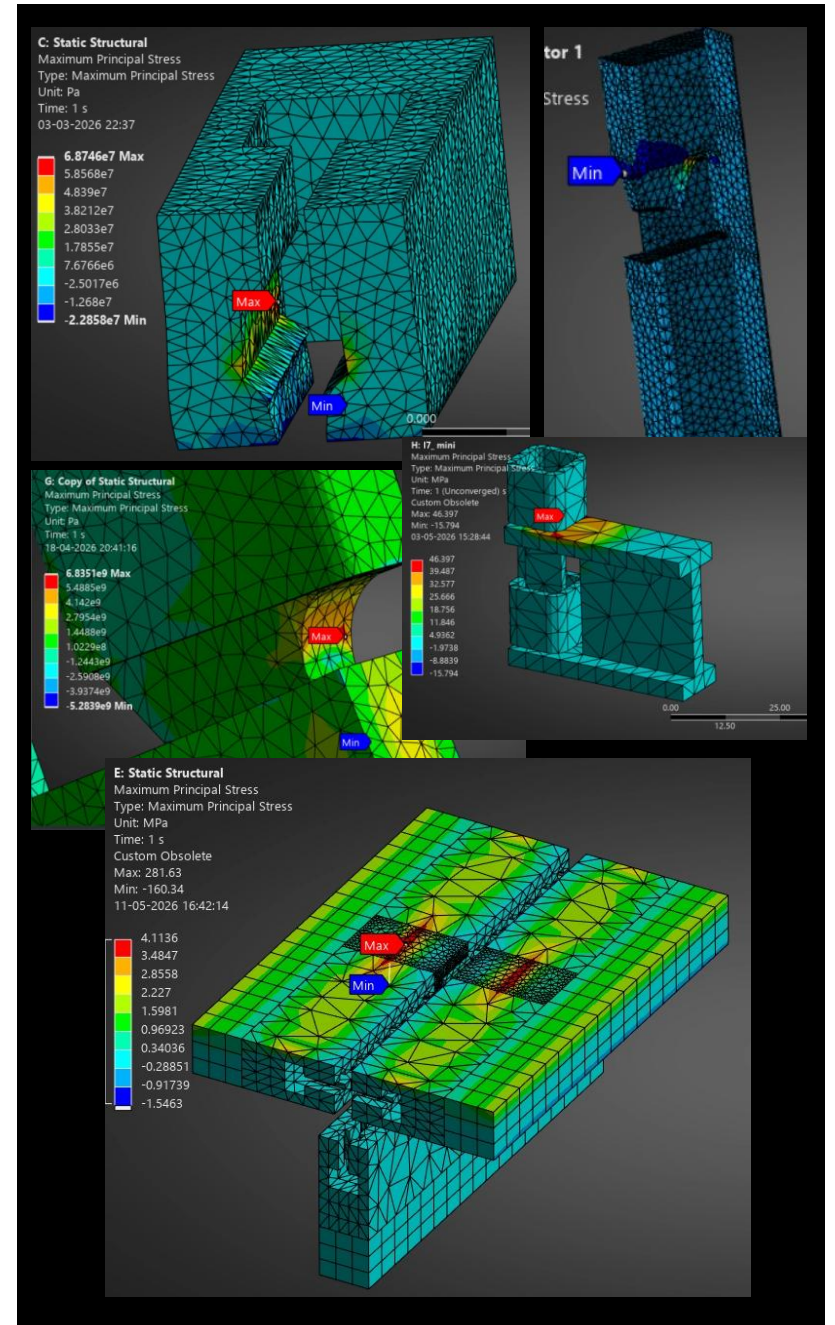 C: Static Structural
Maximum Principal Stress
Type: Maximum Principal Stress
Unit: Pa
Time: 1 s
03-03-2026 22:37
6.8746e7 Max
5.8568e7
4.839e7
3.8212e7
2.8033e7
1.7855e7
7.6766e6
-2.5017e6
-1.268e7
-2.2858e7 Min
Max
Min
0.000
tor 1
Stress
Min
G: Copy of Static Structural
Maximum Principal Stress
Type: Maximum Principal Stress
Unit: Pa
Time: 1 s
18-04-2026 20:41:16
6.8351e9 Max
5.4885e9
4.142e9
2.7954e9
1.4488e9
1.0229e8
-1.2443e9
-2.5908e9
-3.9374e9
-5.2839e9 Min
Max
Min
H: I7_ mini
Maximum Principal Stress
Type: Maximum Principal Stress
Unit: MPa
Time: 1 (Unconverged) s
Custom Obsolete
Max: 46.397
Min: -15.794
03-05-2026 15:28:44
46.397
39.487
32.577
25.666
18.756
11.846
4.9362
-1.9738
-8.8839
-15.794
Max
0.00 25.00
12.50
E: Static Structural
Maximum Principal Stress
Type: Maximum Principal Stress
Unit: MPa
Time: 1 s
Custom Obsolete
Max: 281.63
Min: -160.34
11-05-2026 16:42:14
4.1136
3.4847
2.8558
2.227
1.5981
0.96923
0.34036
-0.28851
-0.91739
-1.5463
Max
Min